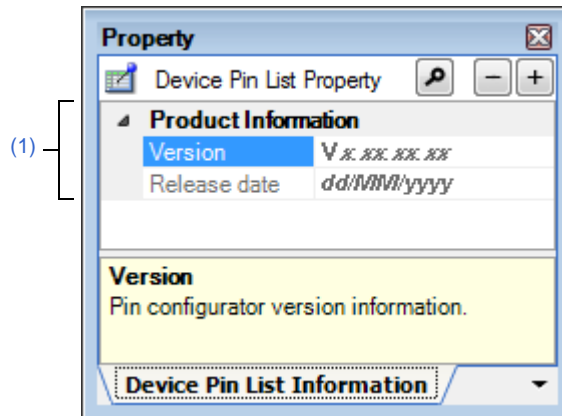 Property
Device Pin List Property
(1)
Product Information
Version V x.xx.xx.xx
Release date dd/MM/yyyy
Version
Pin configurator version information.
Device Pin List Information